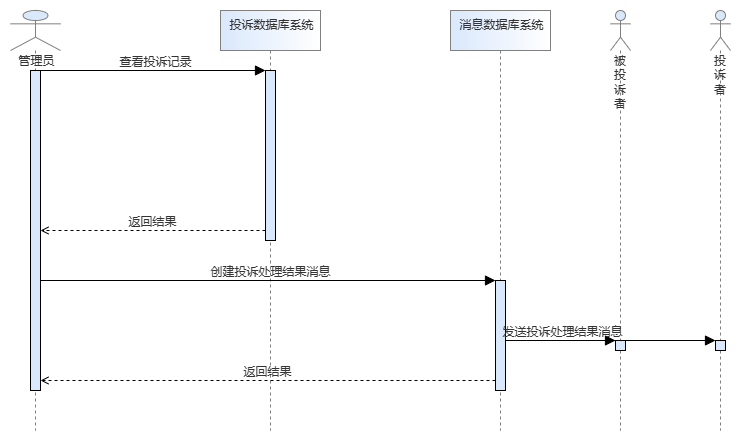 投诉数据库系统
消息数据库系统
管理员
被投诉者
投诉者
查看投诉记录
返回结果
创建投诉处理结果消息
发送投诉处理结果消息
返回结果